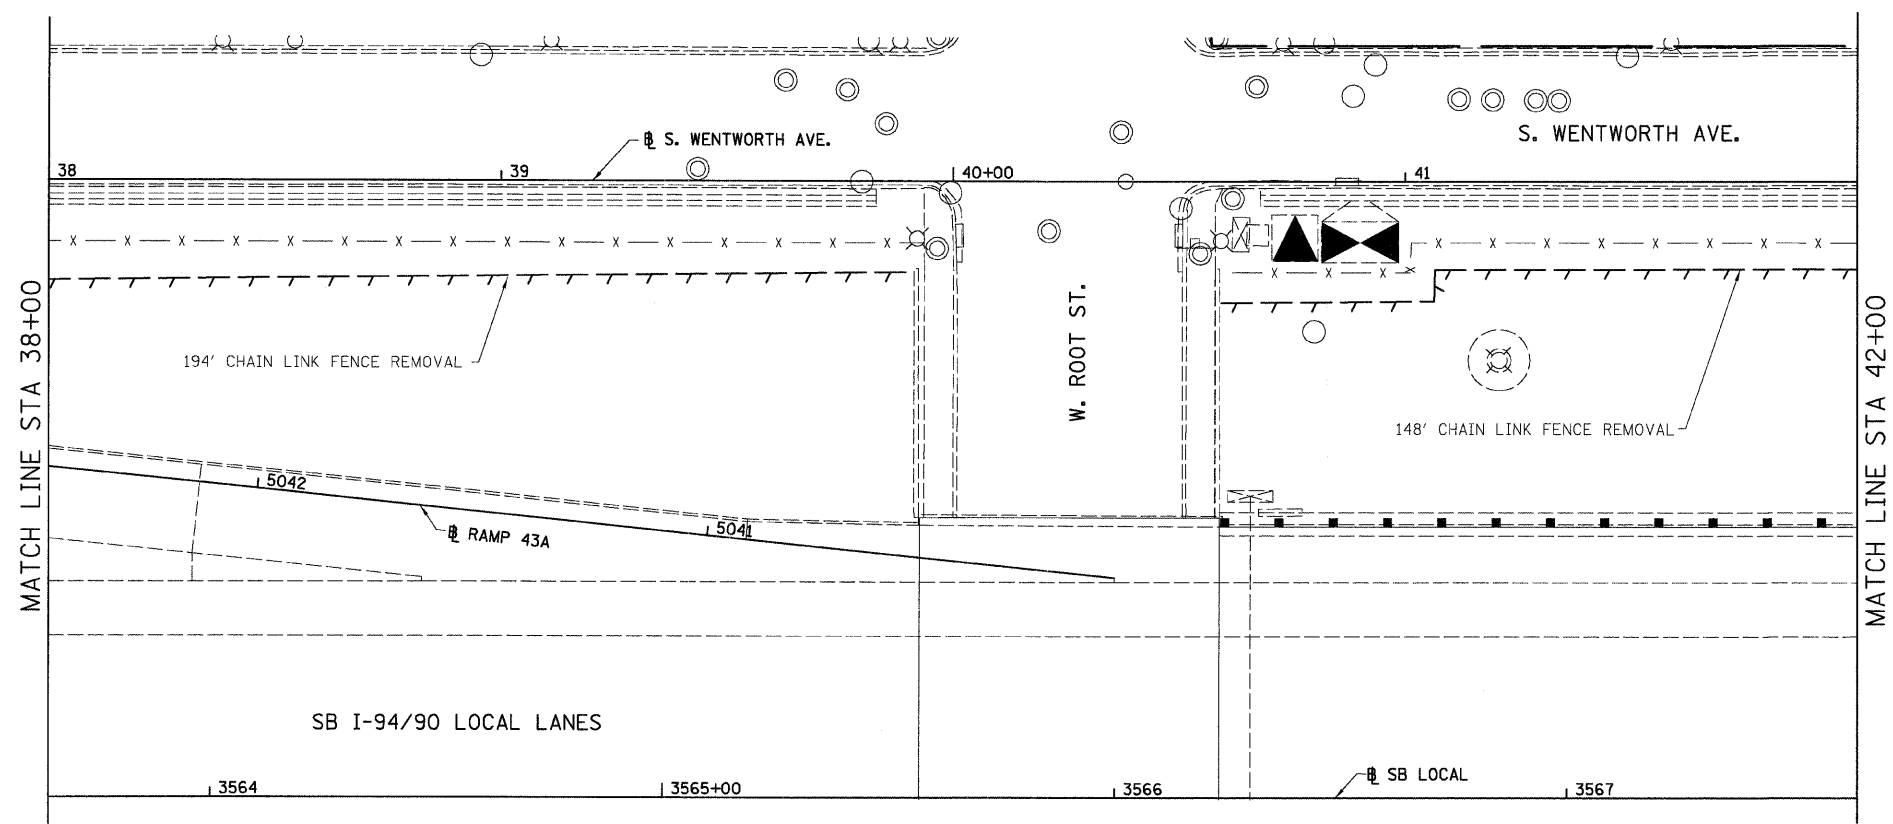 S. WENTWORTH AVE.
℄ S. WENTWORTH AVE.
38
39
40+00
41
MATCH LINE STA 38+00
W. ROOT ST.
MATCH LINE STA 42+00
194' CHAIN LINK FENCE REMOVAL
148' CHAIN LINK FENCE REMOVAL
5042
5041
℄ RAMP 43A
SB I-94/90 LOCAL LANES
℄ SB LOCAL
3564
3565+00
3566
3567